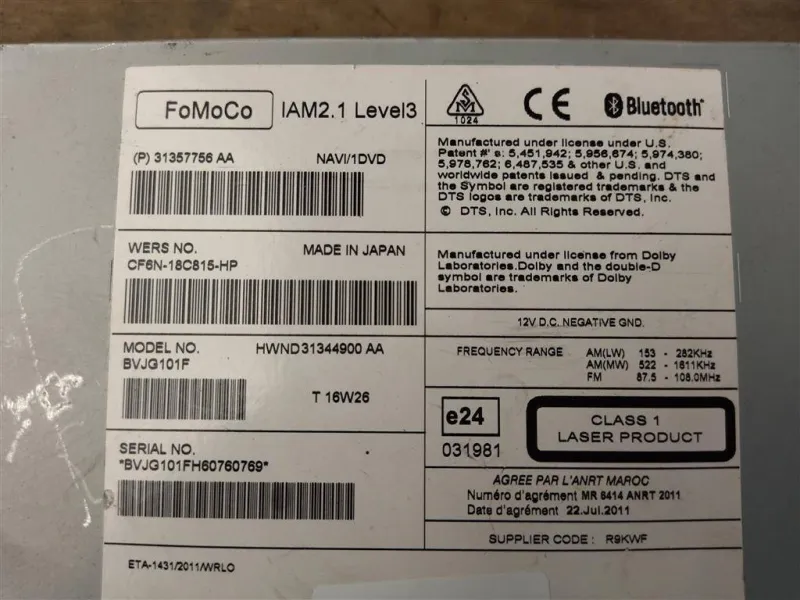 FoMoCo IAM2.1 Level3
(P) 31357756 AA NAVI/1DVD
WERS NO. MADE IN JAPAN
CF6N-18C815-HP
MODEL NO. HWND31344900 AA
BVJG101F
T 16W26
SERIAL NO.
*BVJG101FH60760769*
ETA-1431/2011/WRLO
1024
CE
Bluetooth
Manufactured under license under U.S.
Patent #' s: 5,451,942; 5,956,674; 5,974,380;
5,978,762; 6,487,535 & other U.S. and
worldwide patents issued & pending. DTS and
the Symbol are registered trademarks & the
DTS logos are trademarks of DTS, Inc.
© DTS, Inc. All Rights Reserved.
Manufactured under license from Dolby
Laboratories.Dolby and the double-D
symbol are trademarks of Dolby
Laboratories.
12V D.C. NEGATIVE GND.
FREQUENCY RANGE AM(LW) 153 - 282KHz
AM(MW) 522 - 1611KHz
FM 87.5 - 108.0MHz
e24
031981
CLASS 1
LASER PRODUCT
AGREE PAR L'ANRT MAROC
Numéro d'agrément MR 6414 ANRT 2011
Date d'agrément 22.Jul.2011
SUPPLIER CODE : R9KWF